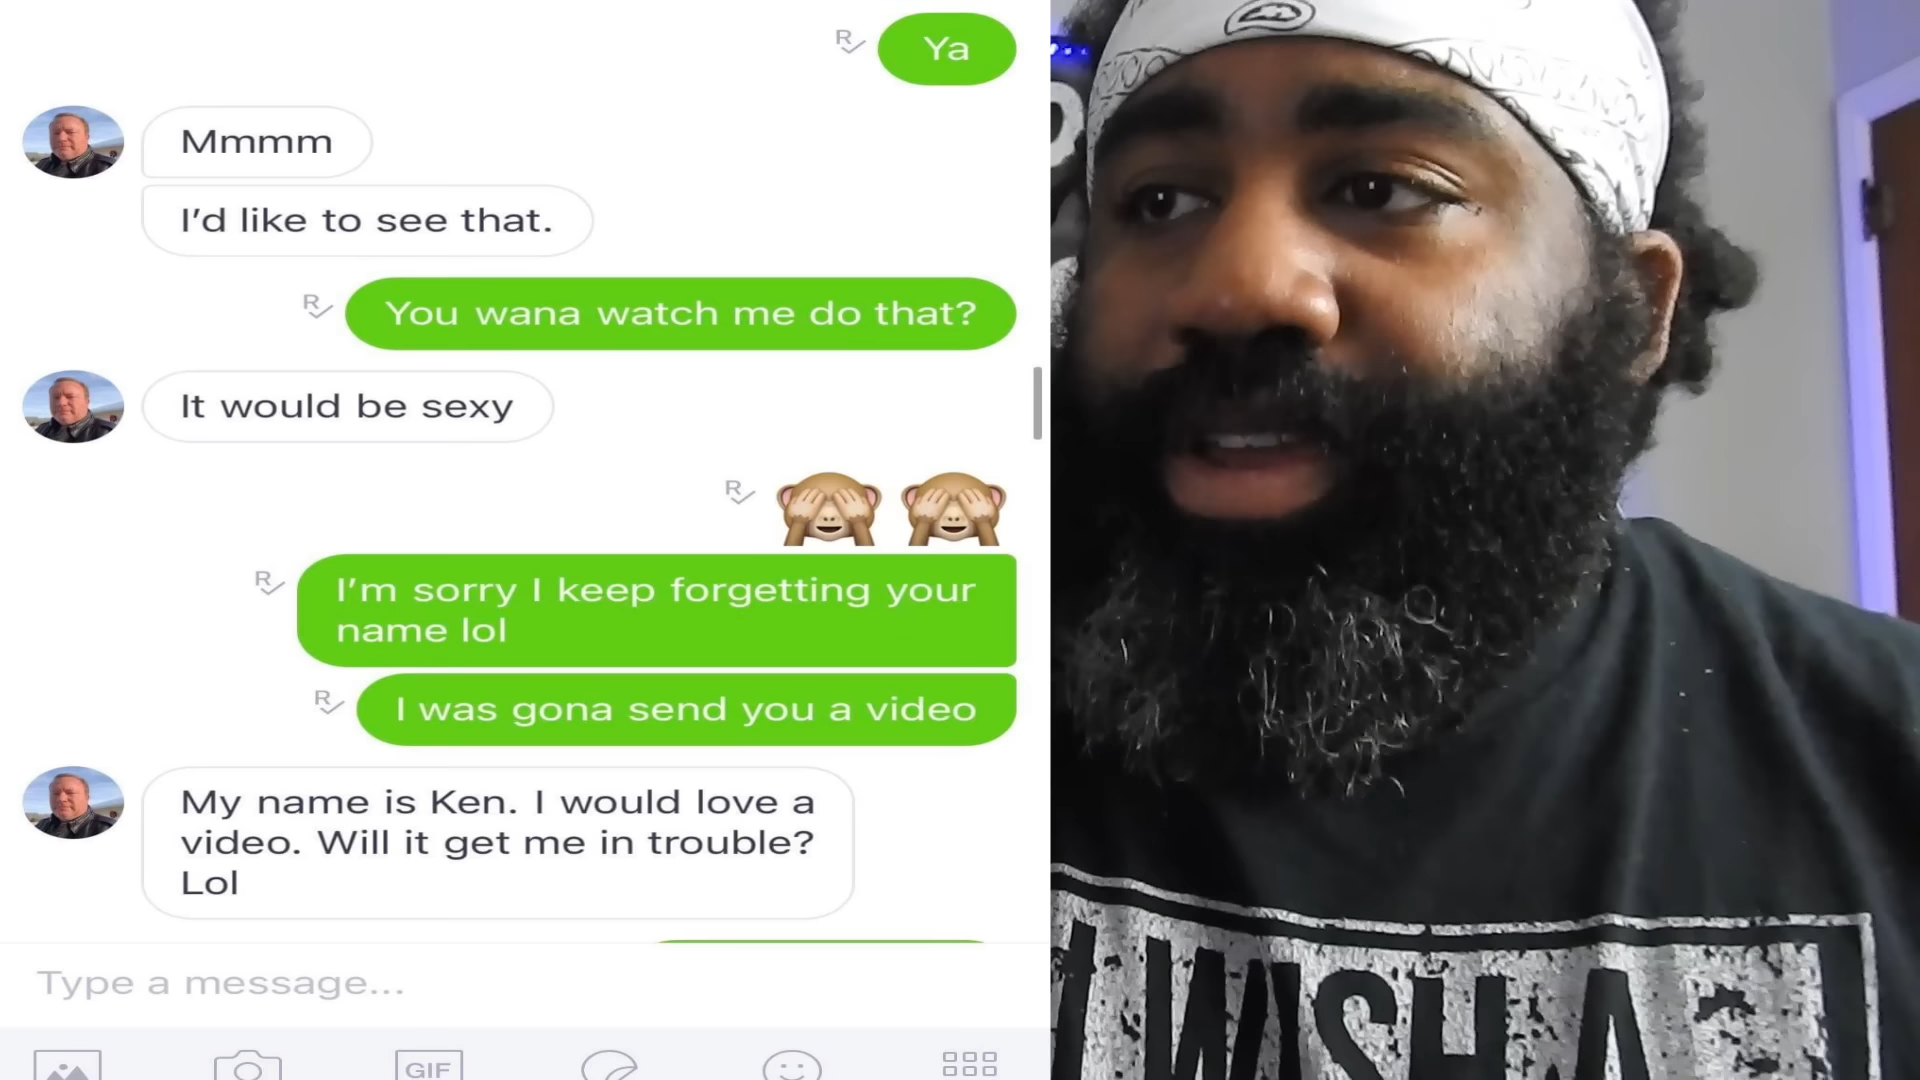 R
Ya
Mmmm
I'd like to see that.
R
You wana watch me do that?
It would be sexy
R
R
I'm sorry I keep forgetting your
name lol
R
I was gona send you a video
My name is Ken. I would love a
video. Will it get me in trouble?
Lol
Type a message...
GIF
WISH A